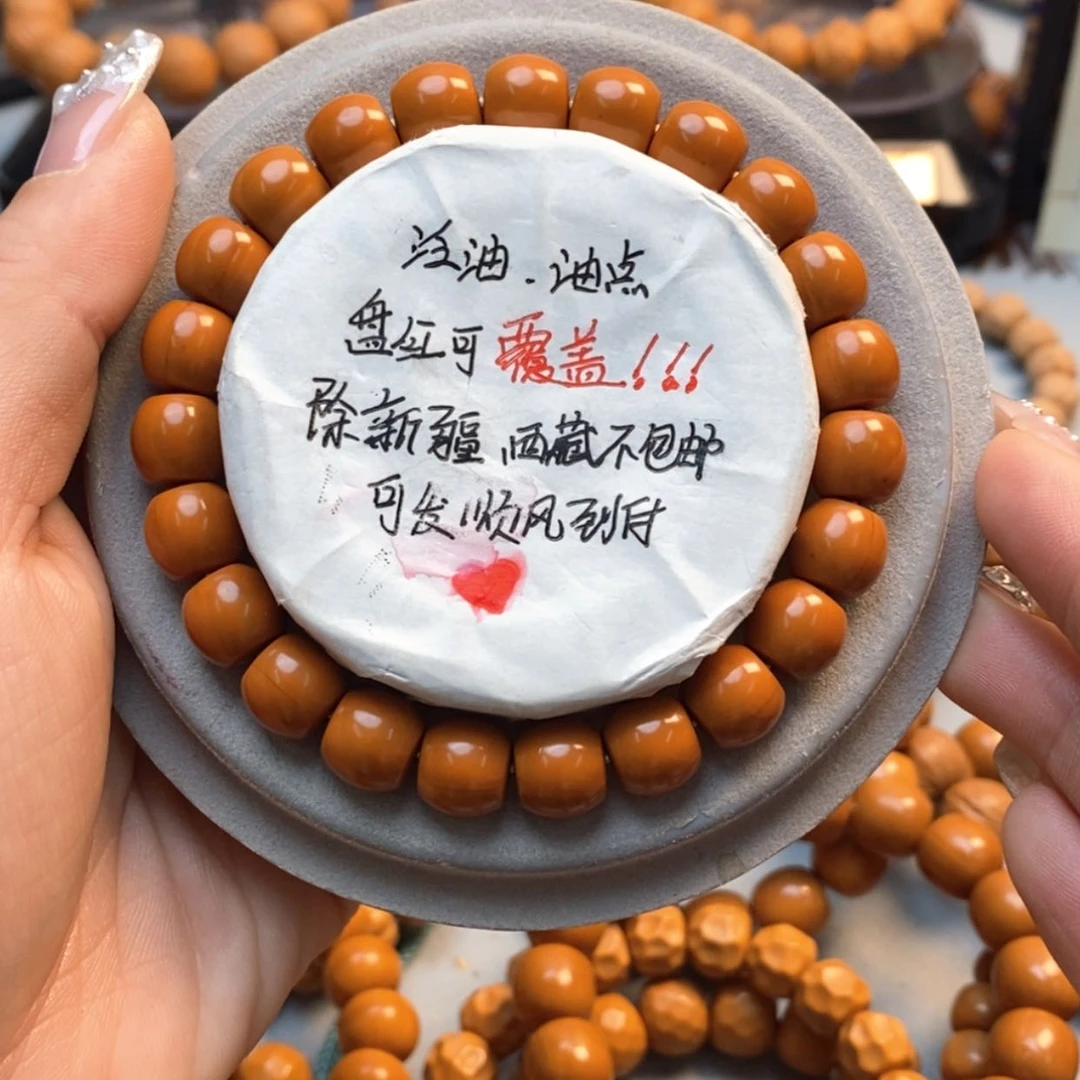 汶油.油点
盘红可覆盖!!!
除新疆、西藏不包邮
可发顺风到付